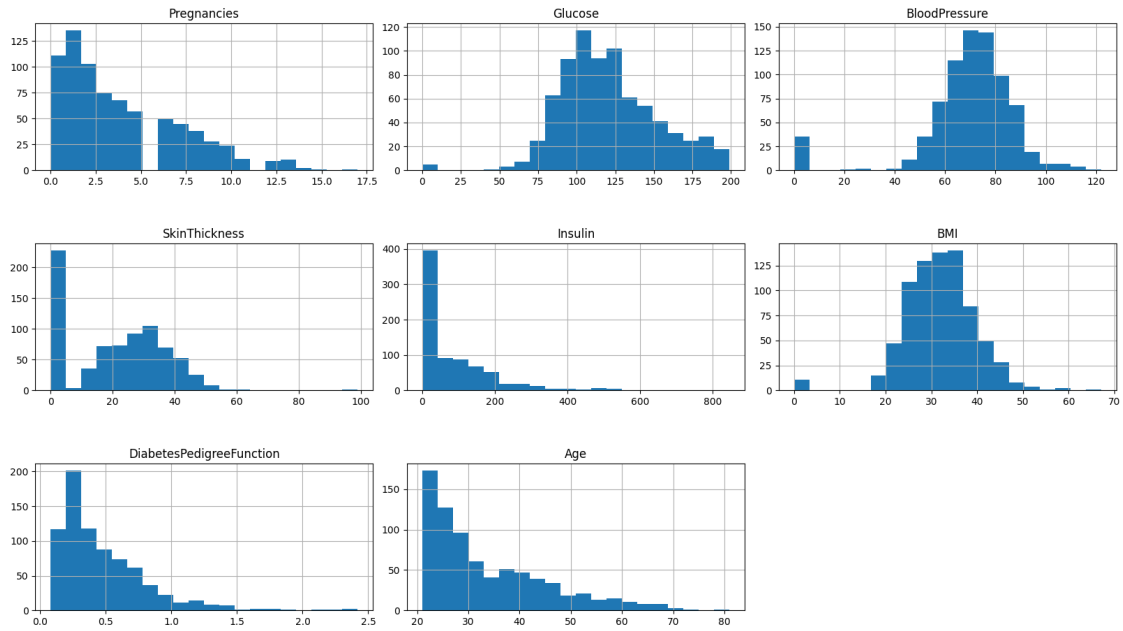 Pregnancies
125
100
75
50
25
0
0.0 2.5 5.0 7.5 10.0 12.5 15.0 17.5
Glucose
120
100
80
60
40
20
0
0 25 50 75 100 125 150 175 200
BloodPressure
150
125
100
75
50
25
0
0 20 40 60 80 100 120
SkinThickness
200
150
100
50
0
0 20 40 60 80 100
Insulin
400
300
200
100
0
0 200 400 600 800
BMI
125
100
75
50
25
0
0 10 20 30 40 50 60 70
DiabetesPedigreeFunction
200
150
100
50
0
0.0 0.5 1.0 1.5 2.0 2.5
Age
150
100
50
0
20 30 40 50 60 70 80